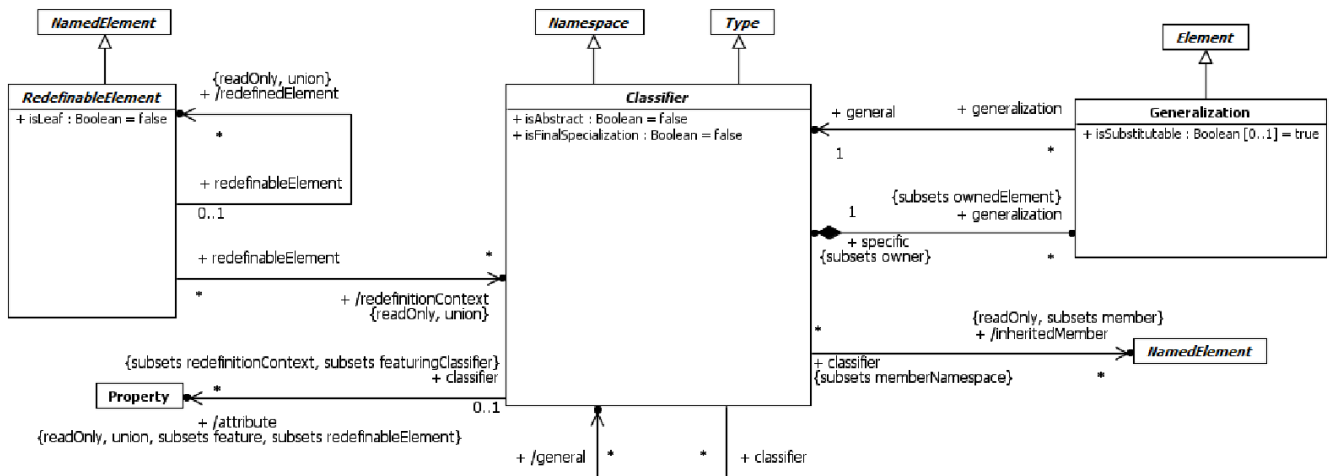 NamedElement
Namespace
Type
Element
RedefinableElement
+ isLeaf : Boolean = false
{readOnly, union}
+ /redefinedElement
*
+ redefinableElement
0..1
+ redefinableElement
*
*
+ /redefinitionContext
{readOnly, union}
Classifier
+ isAbstract : Boolean = false
+ isFinalSpecialization : Boolean = false
+ general
+ generalization
1
*
Generalization
+ isSubstitutable : Boolean [0..1] = true
{subsets ownedElement}
1
+ generalization
+ specific
{subsets owner}
*
{readOnly, subsets member}
+ /inheritedMember
*
+ classifier
{subsets memberNamespace}
*
NamedElement
{subsets redefinitionContext, subsets featuringClassifier}
+ classifier
*
0..1
Property
+ /attribute
{readOnly, union, subsets feature, subsets redefinableElement}
+ /general
*
*
+ classifier